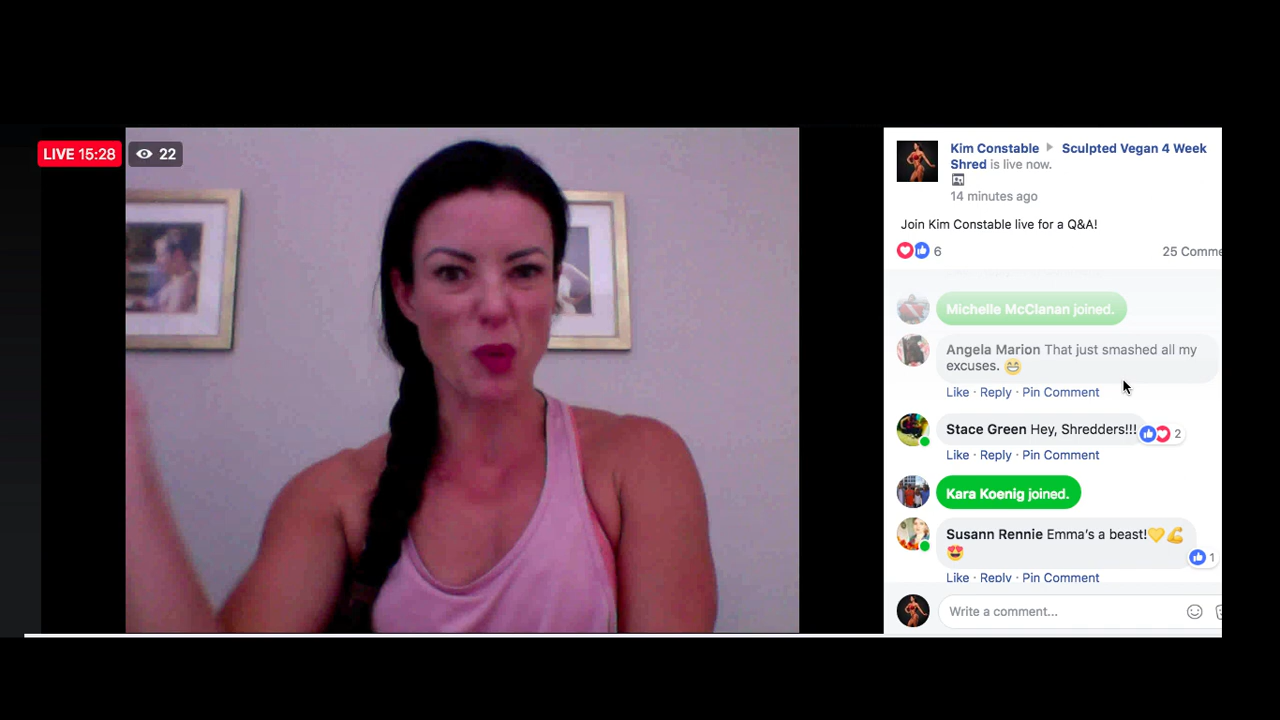 LIVE 15:28
22
Kim Constable Sculpted Vegan 4 Week
Shred is live now.
14 minutes ago
Join Kim Constable live for a Q&A!
6
25 Comme
Michelle McClanan joined.
Angela Marion That just smashed all my
excuses. 😁
Like · Reply · Pin Comment
Stace Green Hey, Shredders!!!
2
Like · Reply · Pin Comment
Kara Koenig joined.
Susann Rennie Emma's a beast!💛💪
😍
1
Like · Reply · Pin Comment
Write a comment...